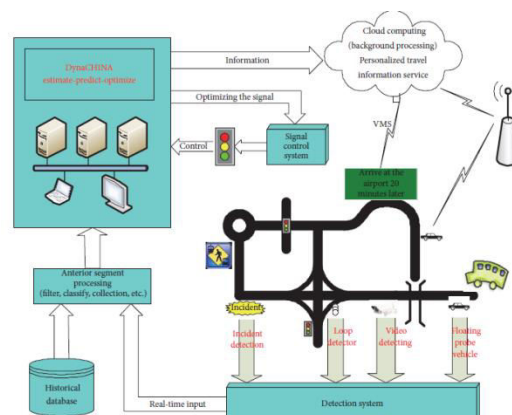 DynaCHINA
estimate-predict-optimize
Information
Cloud computing
(background processing)
Personalized travel
information service
Optimizing the signal
Control
Signal
control
system
VMS
Arrive at the
airport 20
minutes later
Anterior segment
processing
(filter, classify, collection, etc.)
Incident
Incident
detection
Loop
detector
Video
detecting
Floating
probe
vehicle
Historical
database
Real-time input
Detection system